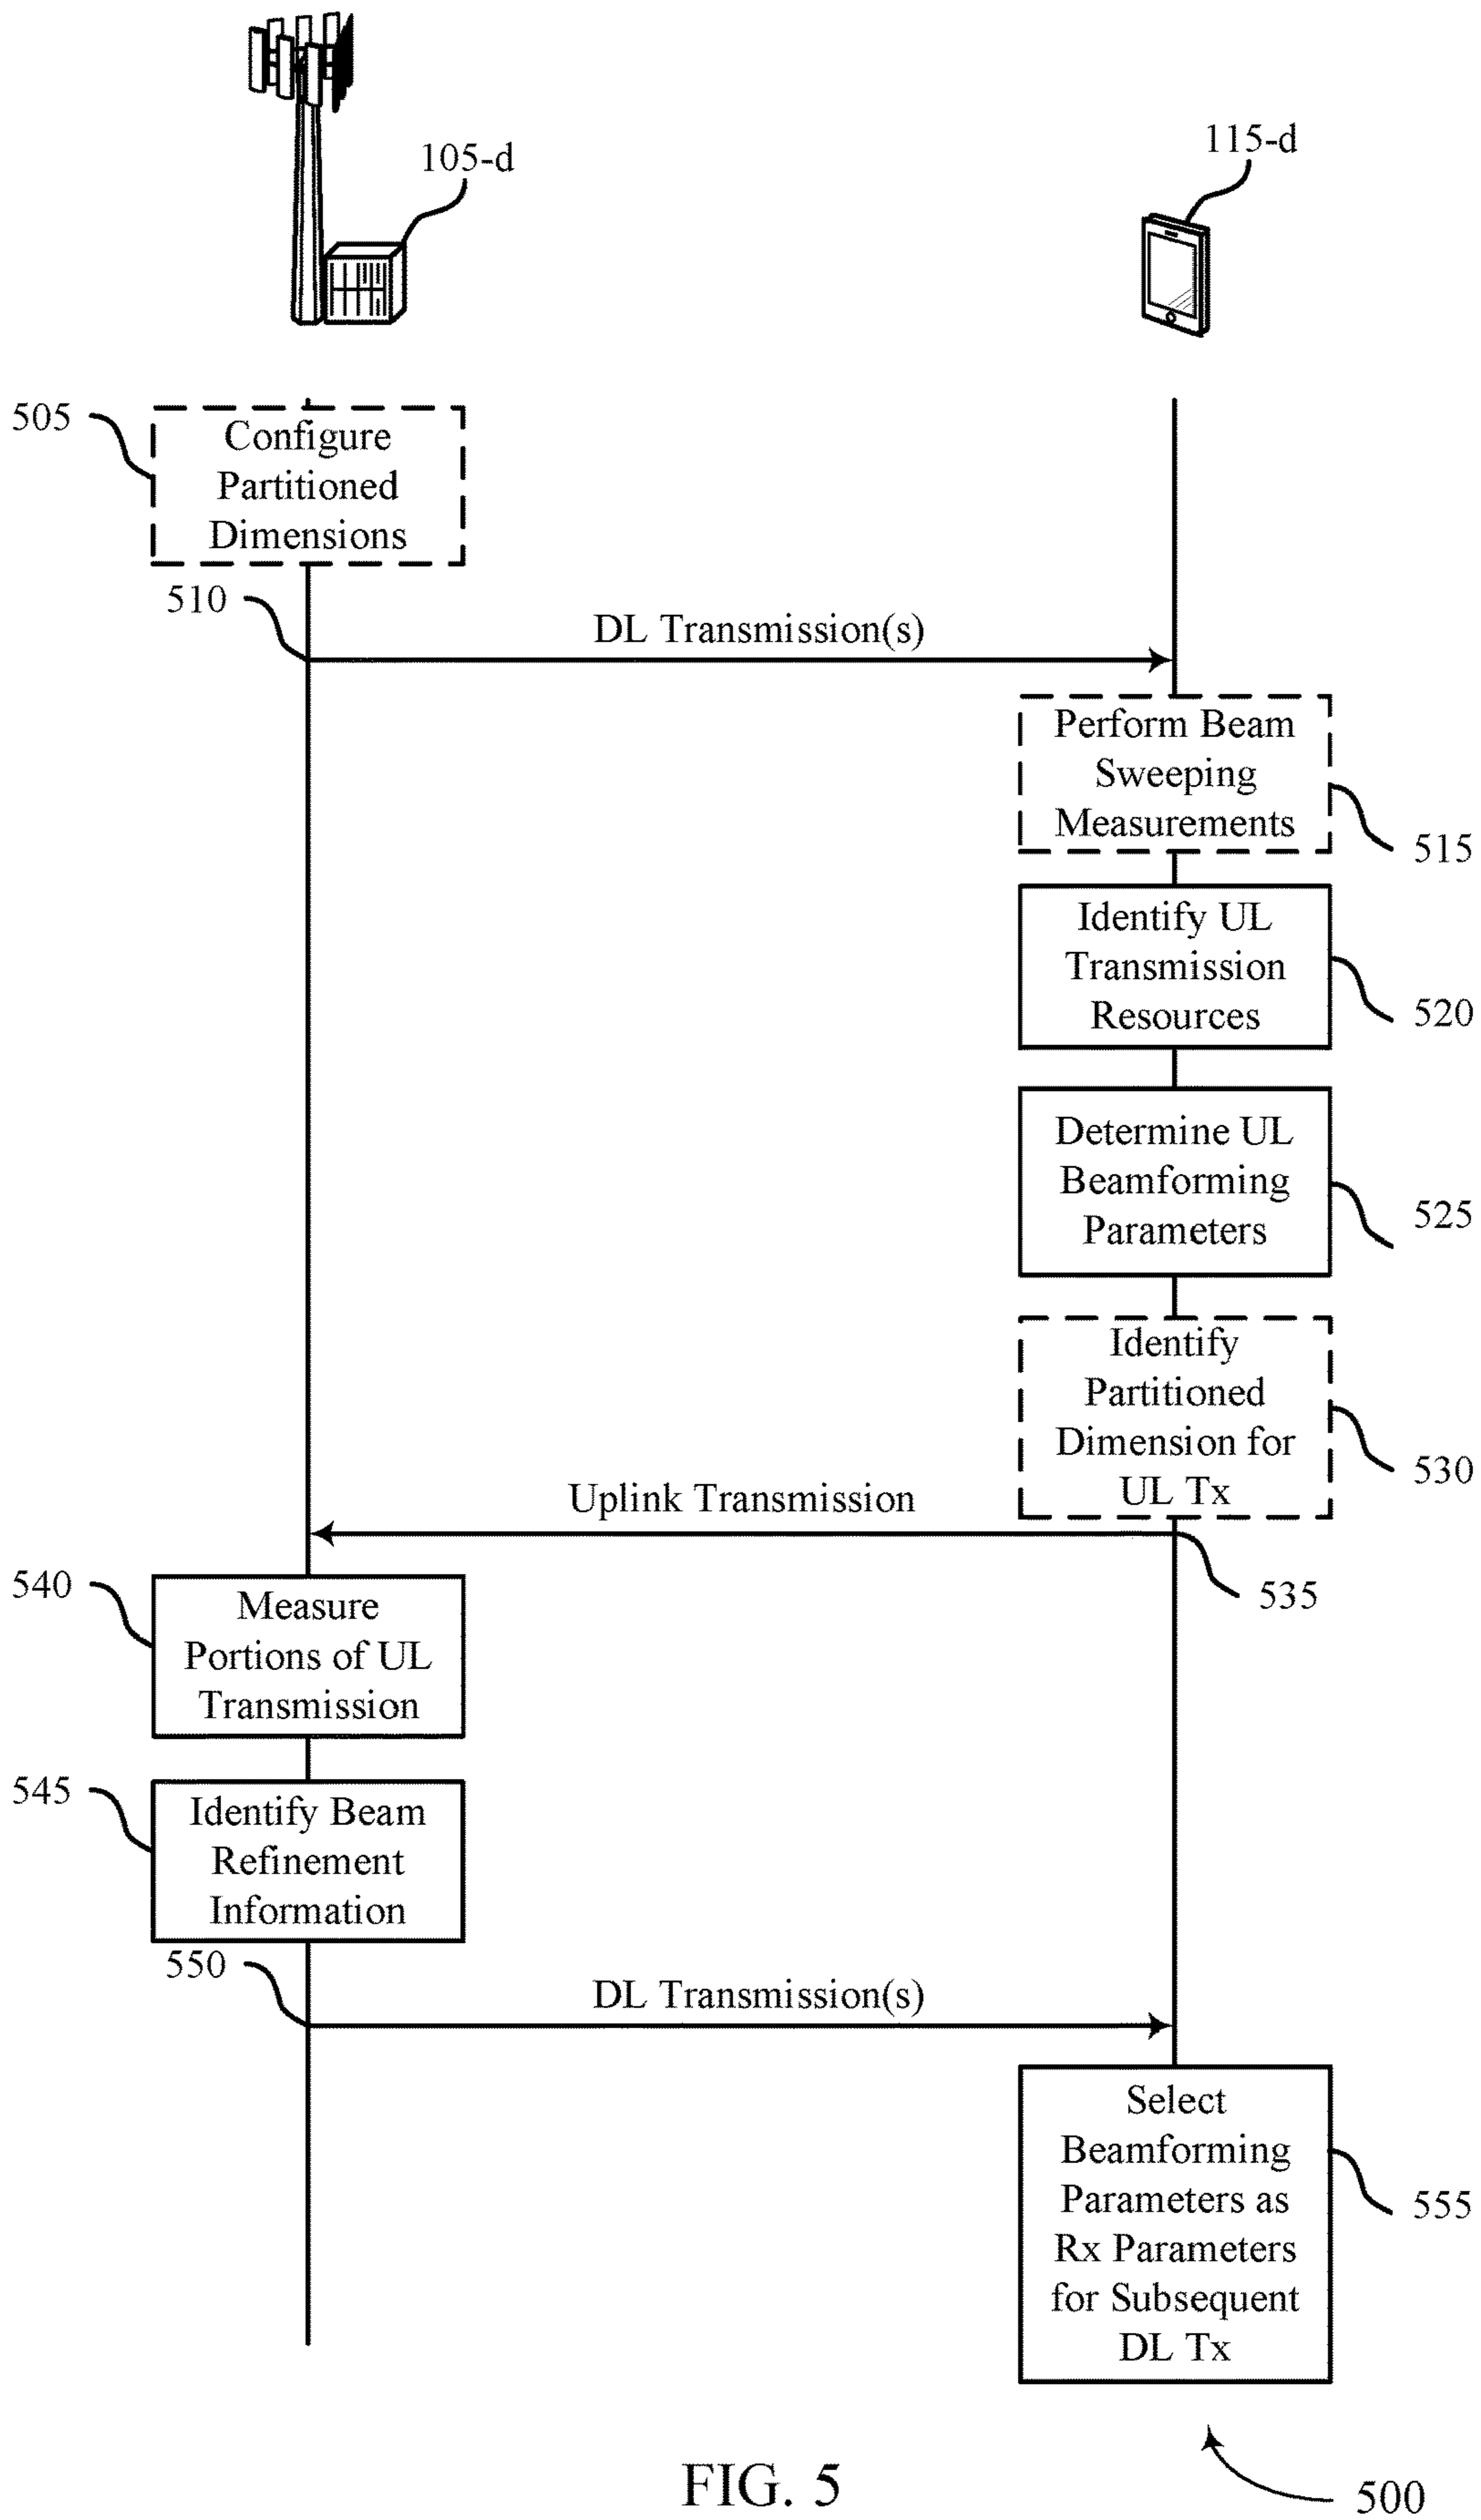 105-d
115-d
505
Configure
Partitioned
Dimensions
510
DL Transmission(s)
Perform Beam
Sweeping
Measurements
515
Identify UL
Transmission
Resources
520
Determine UL
Beamforming
Parameters
525
Identify
Partitioned
Dimension for
UL Tx
530
Uplink Transmission
535
540
Measure
Portions of UL
Transmission
545
Identify Beam
Refinement
Information
550
DL Transmission(s)
Select
Beamforming
Parameters as
Rx Parameters
for Subsequent
DL Tx
555
FIG. 5
500